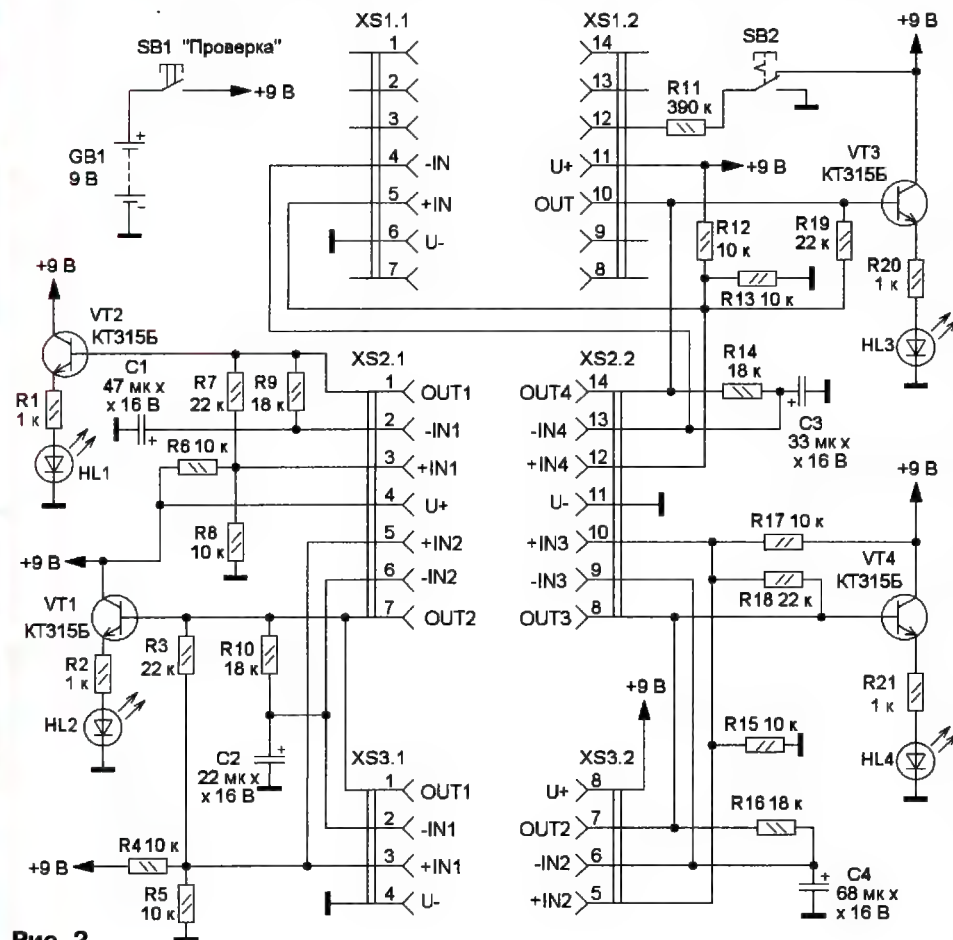 XS1.1
XS1.2
+9 В
SB1 "Проверка"
+9 В
GB1
9 В
+
-
1
2
3
4 -IN
5 +IN
6 U-
7
14
13
12
U+ 11
OUT 10
9
8
SB2
R11
390 к
+9 В
VT3
КТ315Б
R12
10 к
R19
22 к
R13 10 к
R20
1 к
HL3
+9 В
VT2
КТ315Б
C1
47 мк х
х 16 В
+
R7
22 к
R9
18 к
R1
1 к
HL1
R6 10 к
R8
10 к
XS2.1
1 OUT1
2 -IN1
3 +IN1
4 U+
5 +IN2
6 -IN2
7 OUT2
XS2.2
OUT4 14
-IN4 13
+IN4 12
U- 11
+IN3 10
-IN3 9
OUT3 8
R14
18 к
+
C3
33 мк х
х 16 В
+9 В
R17 10 к
R18 22 к
VT4
КТ315Б
+9 В
VT1
КТ315Б
R2
1 к
HL2
R3
22 к
R10
18 к
C2
22 мк х
х 16 В
+
+9 В
R4 10 к
R5
10 к
XS3.1
1 OUT1
2 -IN1
3 +IN1
4 U-
+9 В
XS3.2
U+ 8
OUT2 7
-IN2 6
+IN2 5
R15 10 к
R16 18 к
R21
1 к
HL4
+
C4
68 мк х
х 16 В
Рис. 2